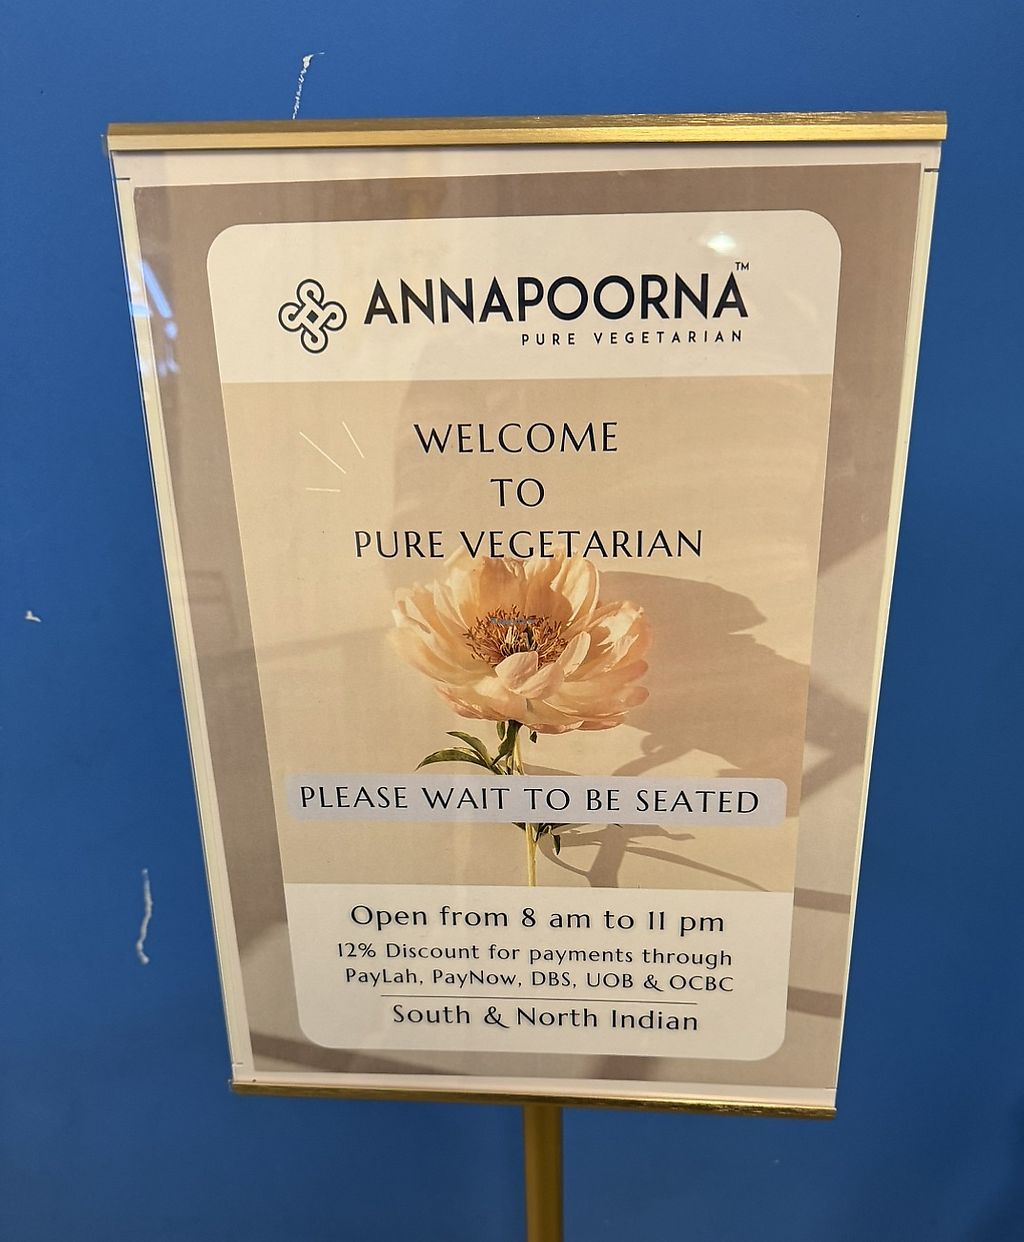 ANNAPOORNA™
PURE VEGETARIAN
WELCOME
TO
PURE VEGETARIAN
PLEASE WAIT TO BE SEATED
Open from 8 am to 11 pm
12% Discount for payments through
PayLah, PayNow, DBS, UOB & OCBC
South & North Indian